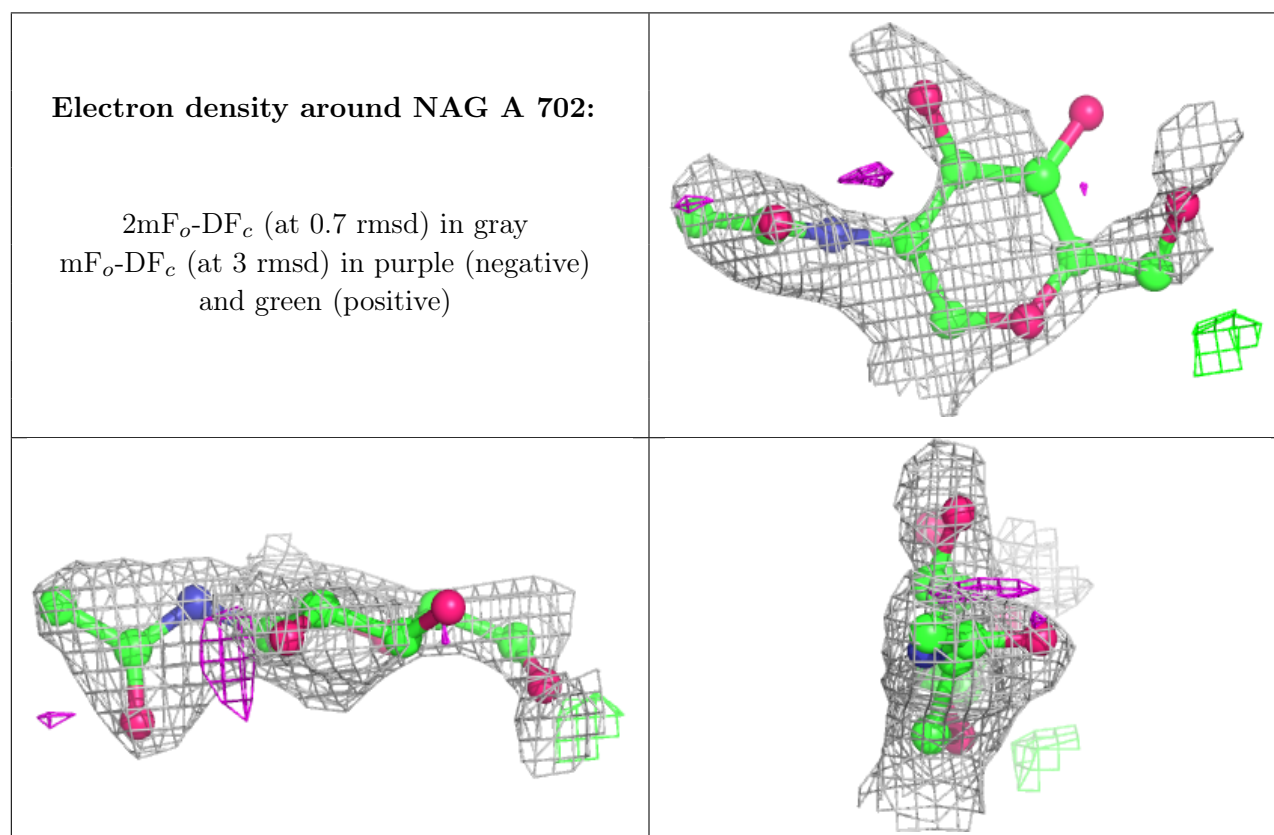 Electron density around NAG A 702:
2mFo-DFc (at 0.7 rmsd) in gray
mFo-DFc (at 3 rmsd) in purple (negative)
and green (positive)